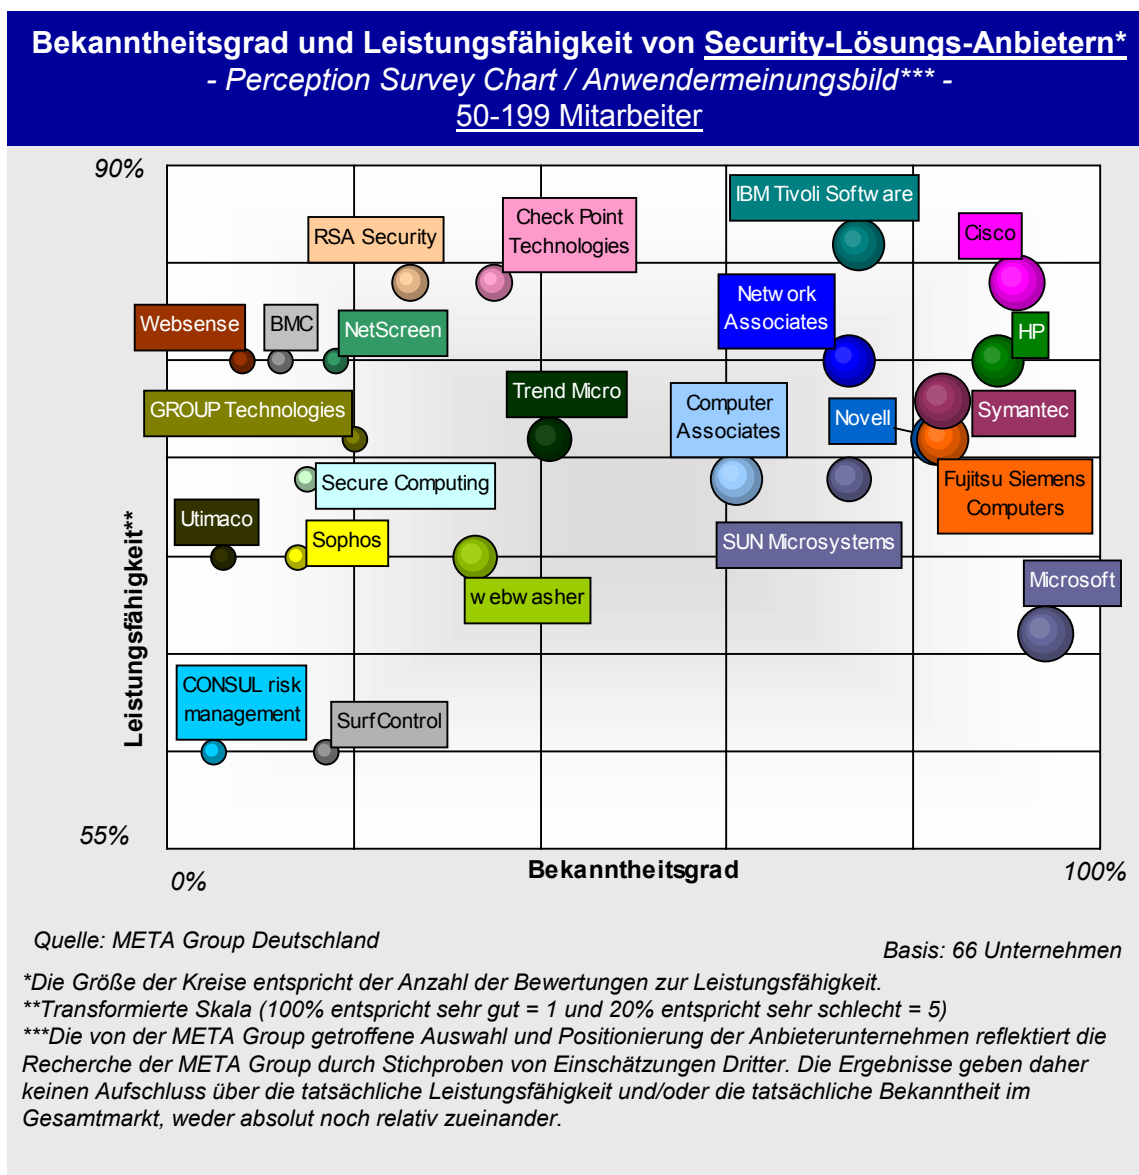 Bekanntheitsgrad und Leistungsfähigkeit von Security-Lösungs-Anbietern*
- Perception Survey Chart / Anwendermeinungsbild*** -
50-199 Mitarbeiter
90%
IBM Tivoli Software
Check Point
Technologies
RSA Security
Cisco
Network
Associates
Websense
BMC
NetScreen
HP
Trend Micro
GROUP Technologies
Computer
Associates
Novell
Symantec
Secure Computing
Fujitsu Siemens
Computers
Utimaco
Sophos
SUN Microsystems
webwasher
Microsoft
Leistungsfähigkeit**
CONSUL risk
management
SurfControl
55%
Bekanntheitsgrad
0%
100%
Quelle: META Group Deutschland
Basis: 66 Unternehmen
*Die Größe der Kreise entspricht der Anzahl der Bewertungen zur Leistungsfähigkeit.
**Transformierte Skala (100% entspricht sehr gut = 1 und 20% entspricht sehr schlecht = 5)
***Die von der META Group getroffene Auswahl und Positionierung der Anbieterunternehmen reflektiert die
Recherche der META Group durch Stichproben von Einschätzungen Dritter. Die Ergebnisse geben daher
keinen Aufschluss über die tatsächliche Leistungsfähigkeit und/oder die tatsächliche Bekanntheit im
Gesamtmarkt, weder absolut noch relativ zueinander.